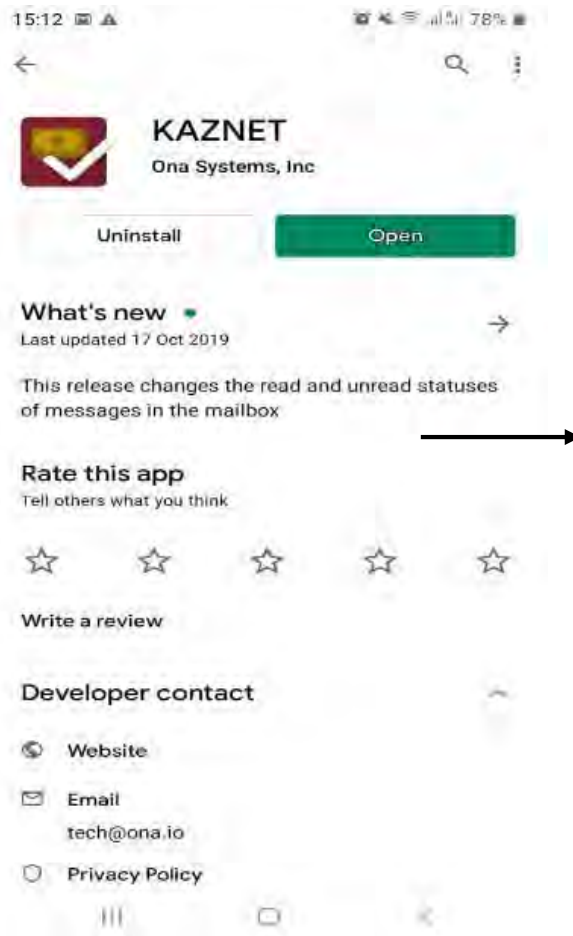 15:12
78%
KAZNET
Ona Systems, Inc
Uninstall
Open
What's new
Last updated 17 Oct 2019
This release changes the read and unread statuses
of messages in the mailbox
Rate this app
Tell others what you think
Write a review
Developer contact
Website
Email
tech@ona.io
Privacy Policy